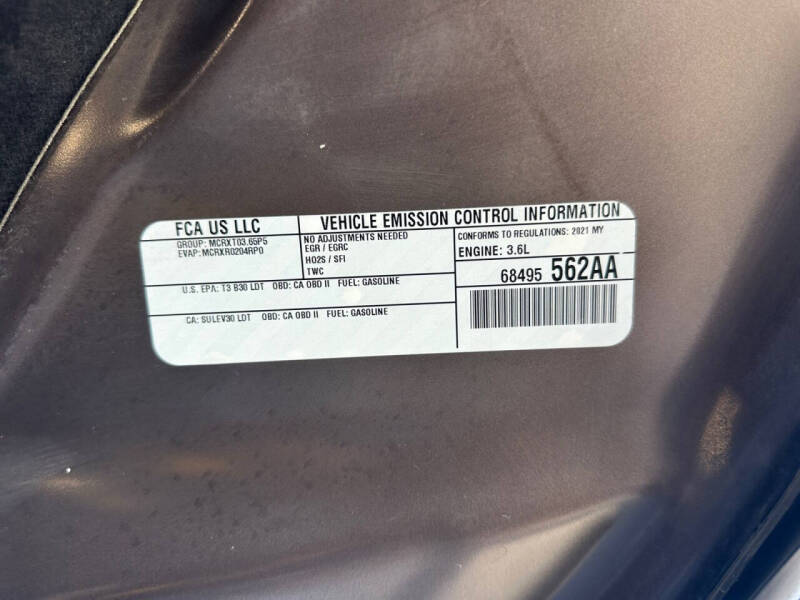 FCA US LLC
GROUP: MCRXT03.65P5
EVAP: MCRXR0204RP0
VEHICLE EMISSION CONTROL INFORMATION
NO ADJUSTMENTS NEEDED
EGR / EGRC
HO2S / SFI
TWC
CONFORMS TO REGULATIONS: 2021 MY
ENGINE: 3.6L
U.S. EPA: T3 B30 LDT OBD: CA OBD II FUEL: GASOLINE
CA: SULEV30 LDT OBD: CA OBD II FUEL: GASOLINE
68495 562AA